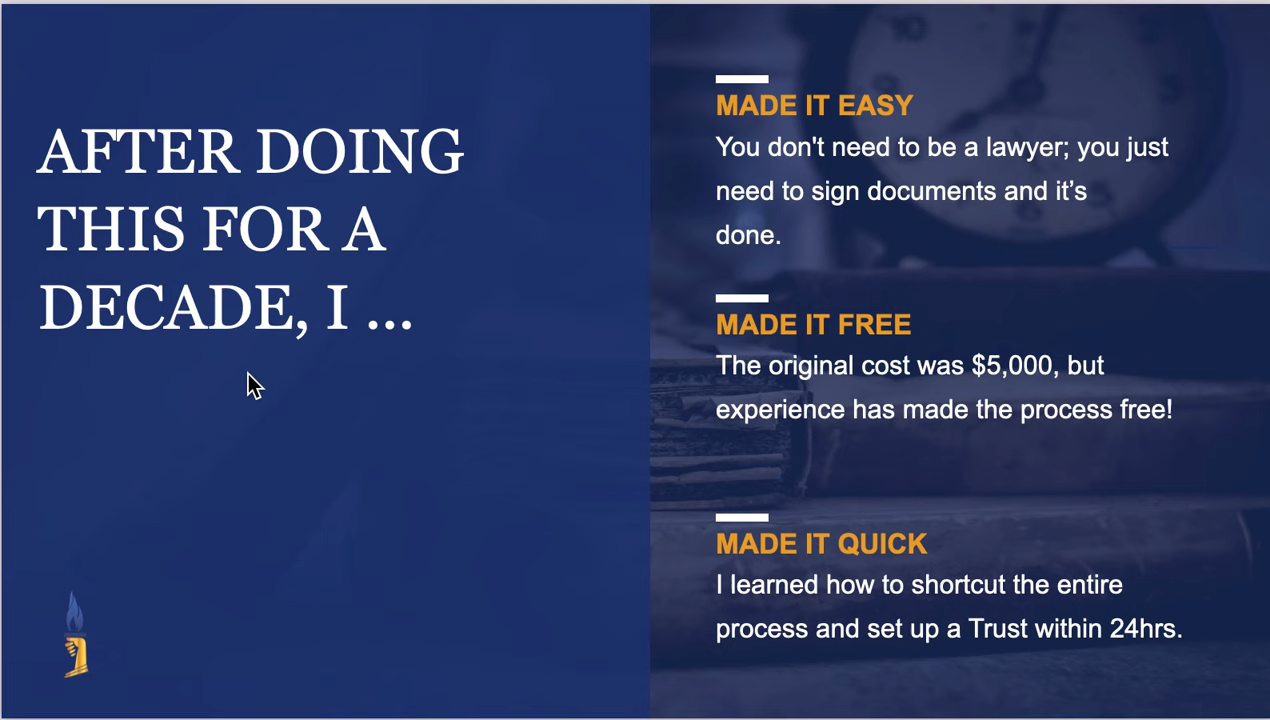 AFTER DOING
THIS FOR A
DECADE, I ...
MADE IT EASY
You don't need to be a lawyer; you just
need to sign documents and it’s
done.
MADE IT FREE
The original cost was $5,000, but
experience has made the process free!
MADE IT QUICK
I learned how to shortcut the entire
process and set up a Trust within 24hrs.